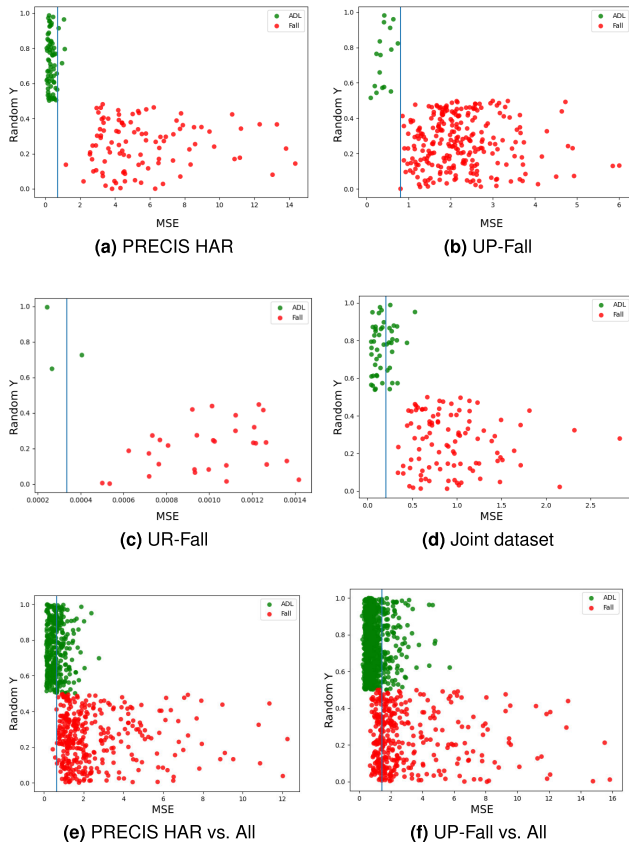 ADL
Fall
1.0
0.8
0.6
0.4
0.2
0.0
Random Y
0 2 4 6 8 10 12 14
MSE
(a) PRECIS HAR
ADL
Fall
1.0
0.8
0.6
0.4
0.2
0.0
Random Y
0 1 2 3 4 5 6
MSE
(b) UP-Fall
ADL
Fall
1.0
0.8
0.6
0.4
0.2
0.0
Random Y
0.0002 0.0004 0.0006 0.0008 0.0010 0.0012 0.0014
MSE
(c) UR-Fall
ADL
Fall
1.0
0.8
0.6
0.4
0.2
0.0
Random Y
0.0 0.5 1.0 1.5 2.0 2.5
MSE
(d) Joint dataset
ADL
Fall
1.0
0.8
0.6
0.4
0.2
0.0
Random Y
0 2 4 6 8 10 12
MSE
(e) PRECIS HAR vs. All
ADL
Fall
1.0
0.8
0.6
0.4
0.2
0.0
Random Y
0 2 4 6 8 10 12 14 16
MSE
(f) UP-Fall vs. All